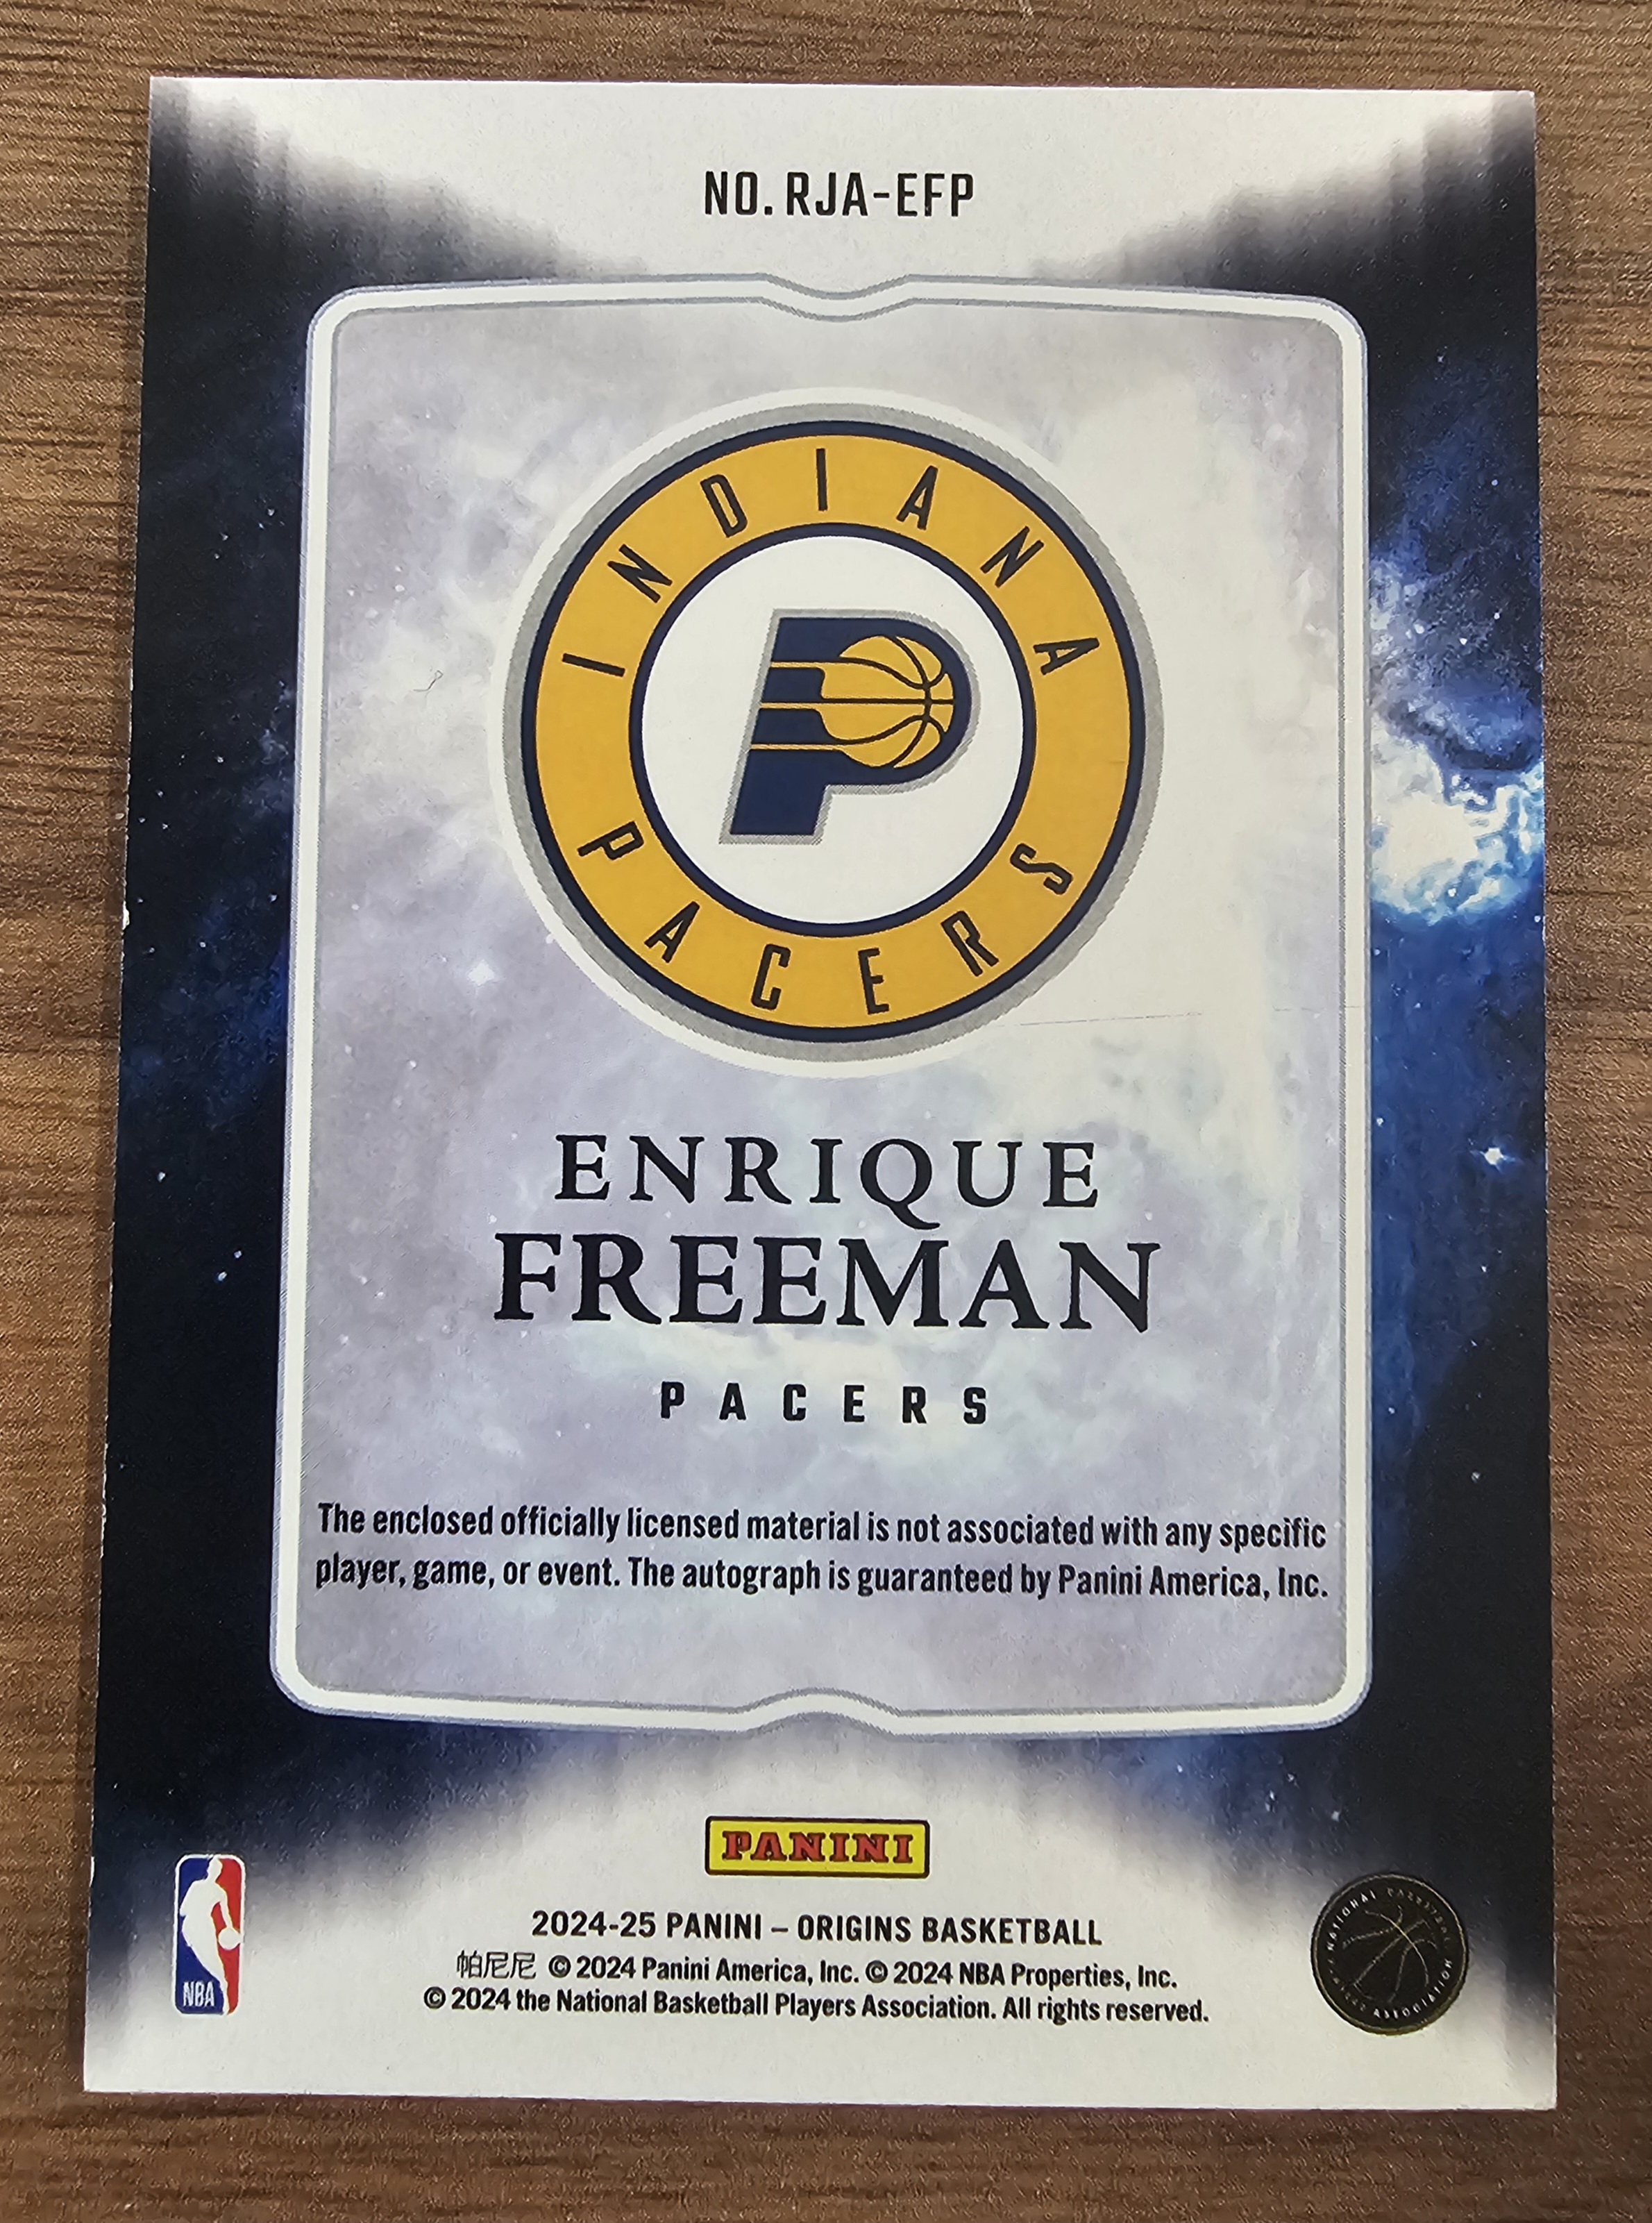 NO. RJA-EFP
INDIANA
PACERS
ENRIQUE
FREEMAN
PACERS
The enclosed officially licensed material is not associated with any specific
player, game, or event. The autograph is guaranteed by Panini America, Inc.
PANINI
2024-25 PANINI – ORIGINS BASKETBALL
帕尼尼 © 2024 Panini America, Inc. © 2024 NBA Properties, Inc.
© 2024 the National Basketball Players Association. All rights reserved.
NBA
NATIONAL BASKETBALL
ASSOCIATION